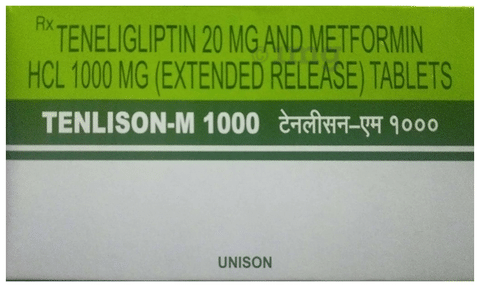 Rx TENELIGLIPTIN 20 MG AND METFORMIN
HCL 1000 MG (EXTENDED RELEASE) TABLETS
TENLISON-M 1000 टेनलीसन–एम १०००
UNISON